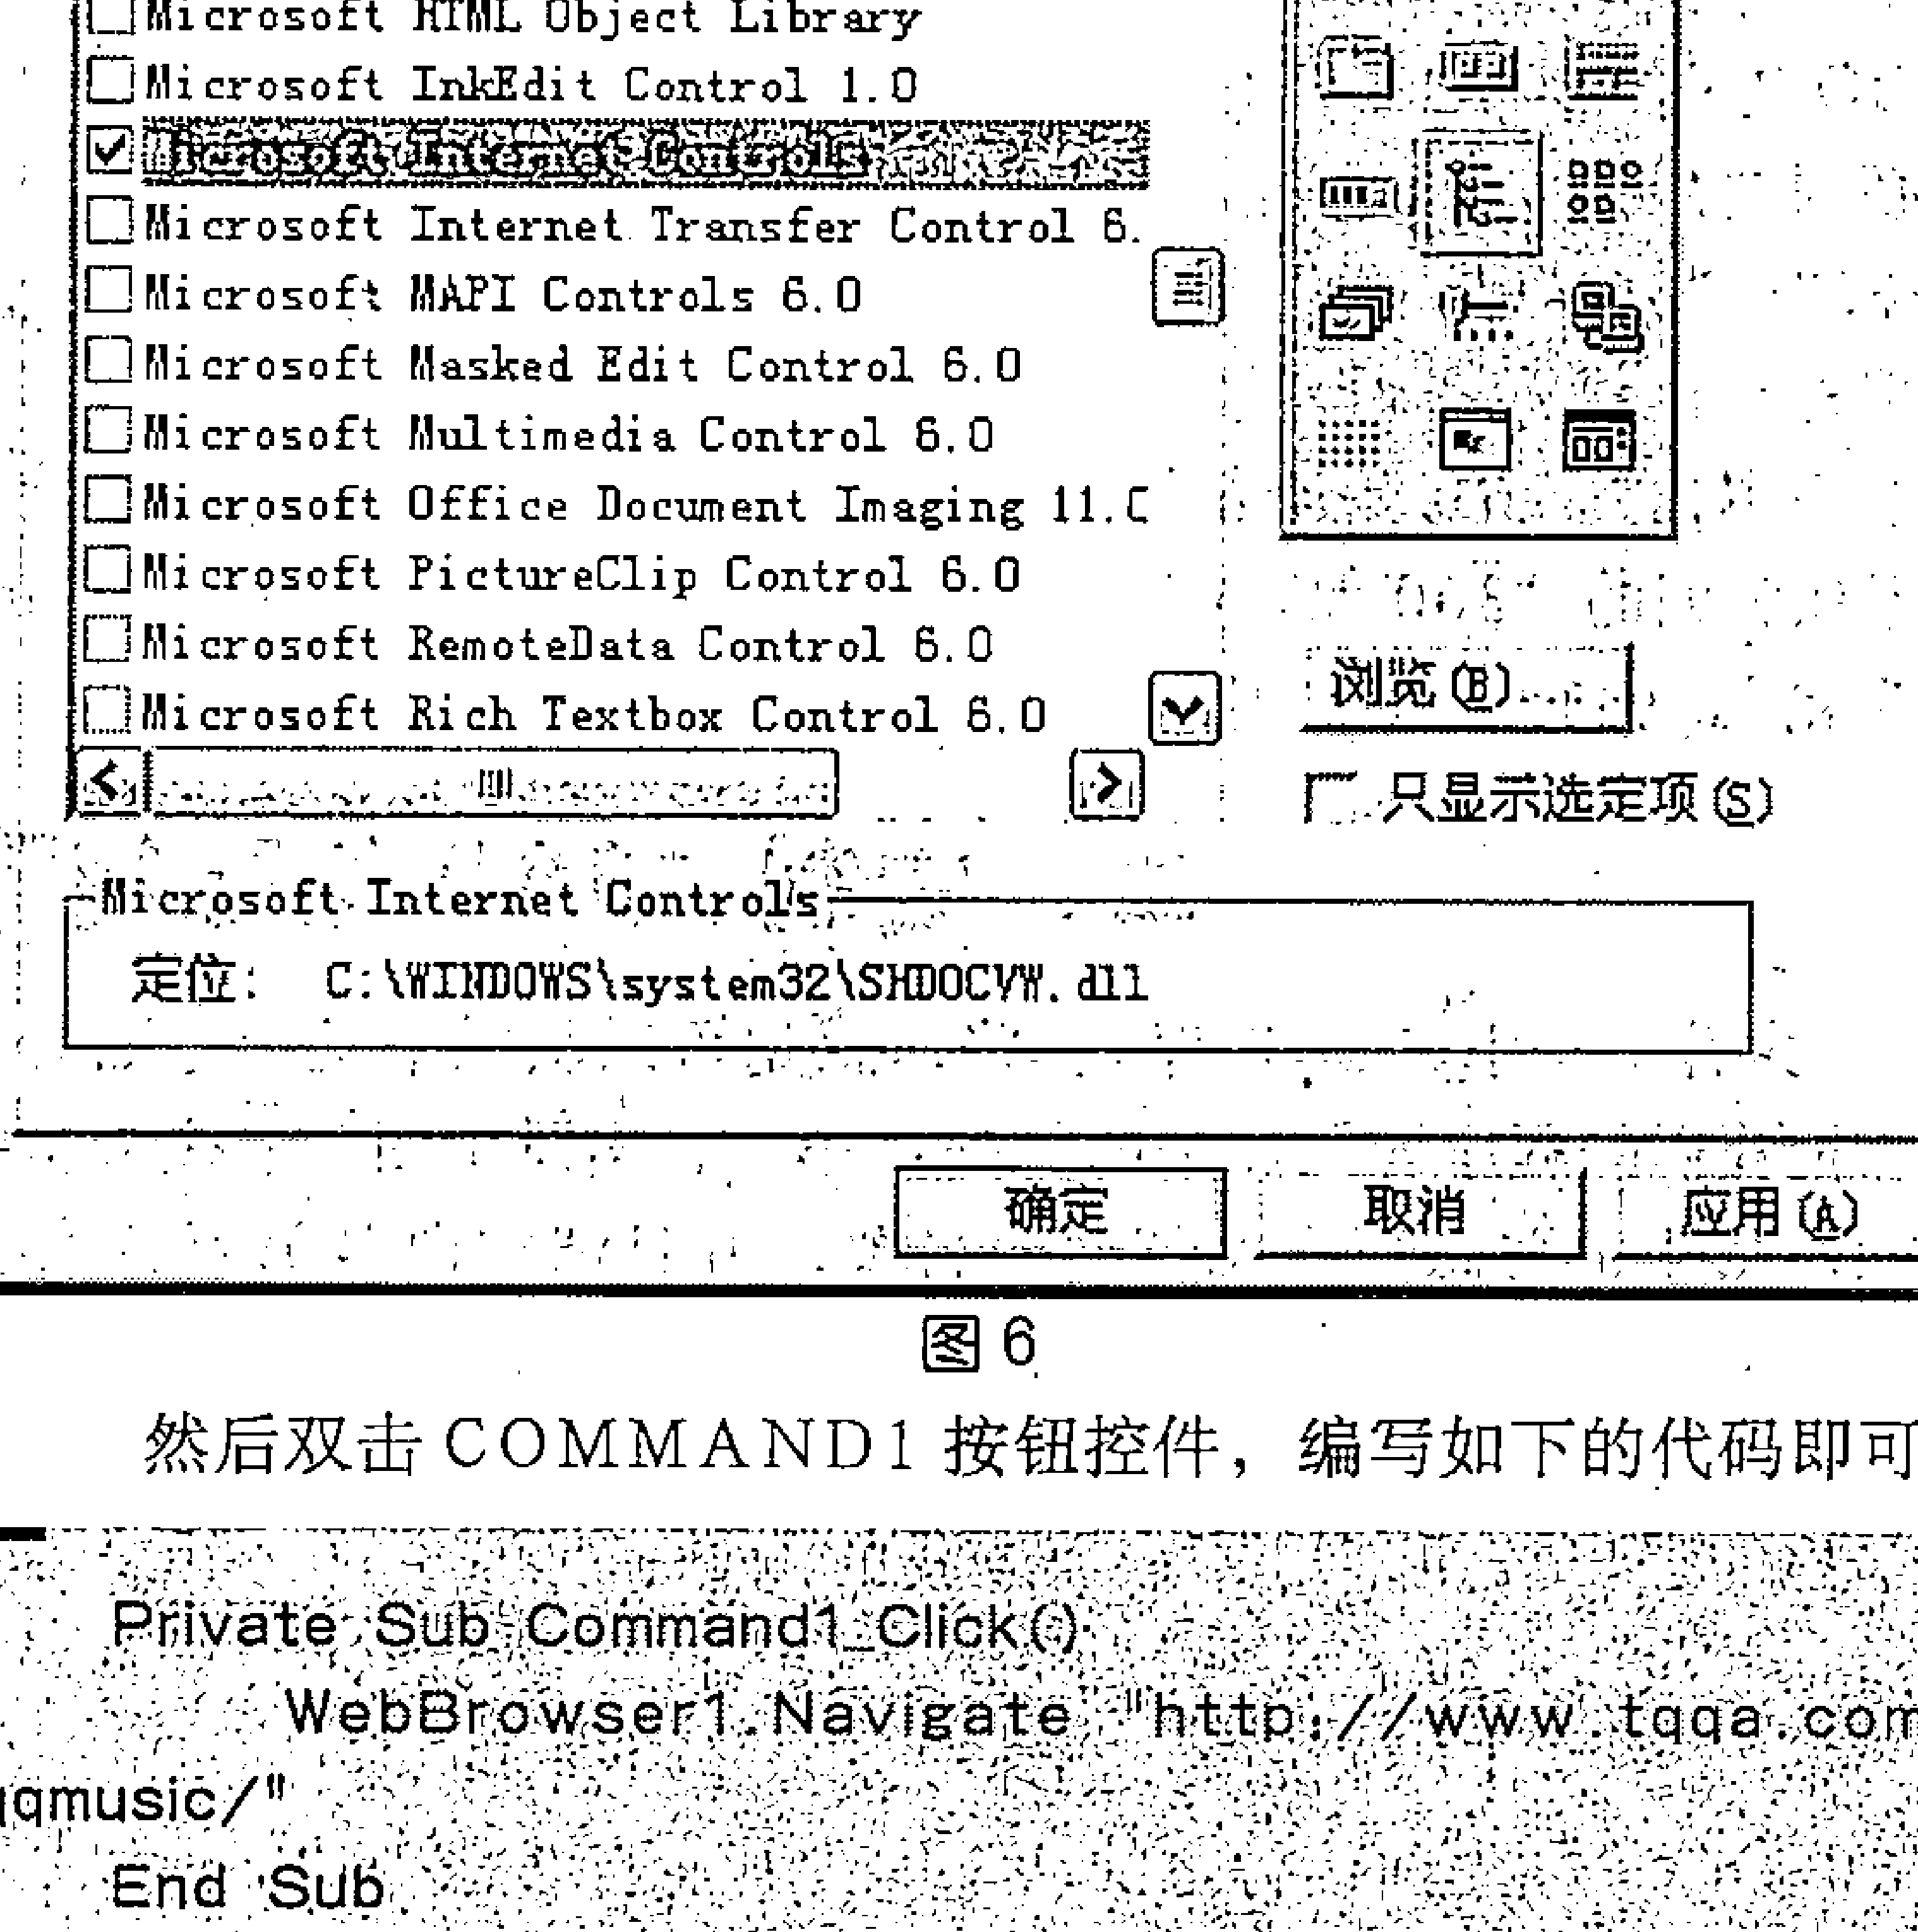 Microsoft HTML Object Library
Microsoft InkEdit Control 1.0
Microsoft Internet Controls
Microsoft Internet Transfer Control 6.
Microsoft MAPI Controls 6.0
Microsoft Masked Edit Control 6.0
Microsoft Multimedia Control 6.0
Microsoft Office Document Imaging 11.
Microsoft PictureClip Control 6.0
Microsoft RemoteData Control 6.0
Microsoft Rich Textbox Control 6.0
浏览(B)...
只显示选定项(S)
Microsoft Internet Controls
定位: C:\WINDOWS\system32\SHDOCVW.dll
确定 取消 应用(A)
图 6
然后双击 COMMAND1 按钮控件，编写如下的代码即可
Private Sub Command1_Click()
WebBrowser1.Navigate "http://www.tqqa.com
qqmusic/"
End Sub